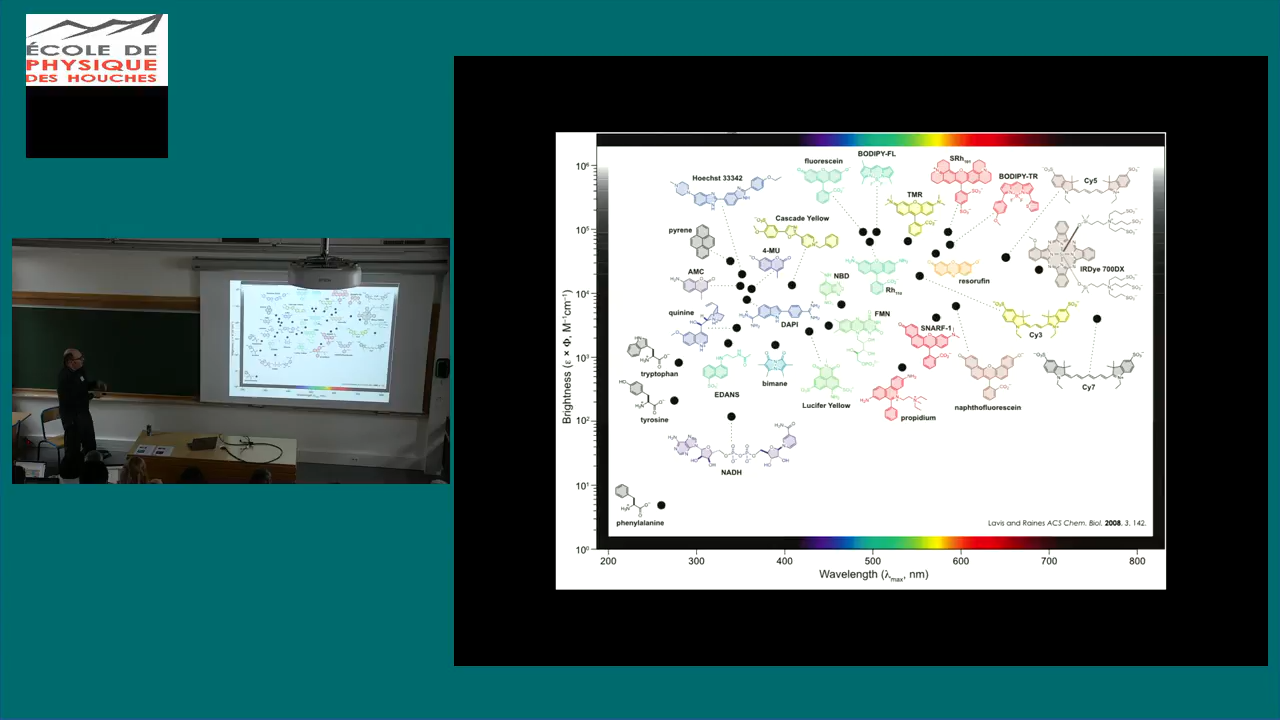 ÉCOLE DE
PHYSIQUE
DES HOUCHES
Brightness (ε × Φ, M⁻¹cm⁻¹)
10⁶
10⁵
10⁴
10³
10²
10¹
10⁰
fluorescein
BODIPY-FL
SRh
BODIPY-TR
Cy5
Hoechst 33342
TMR
Cascade Yellow
pyrene
4-MU
AMC
NBD
Rh₁₁₀
resorufin
IRDye 700DX
quinine
DAPI
FMN
SNARF-1
Cy3
tryptophan
EDANS
bimane
Lucifer Yellow
propidium
naphthofluorescein
Cy7
tyrosine
NADH
phenylalanine
Lavis and Raines ACS Chem. Biol. 2008, 3, 142.
200 300 400 500 600 700 800
Wavelength (λmax, nm)